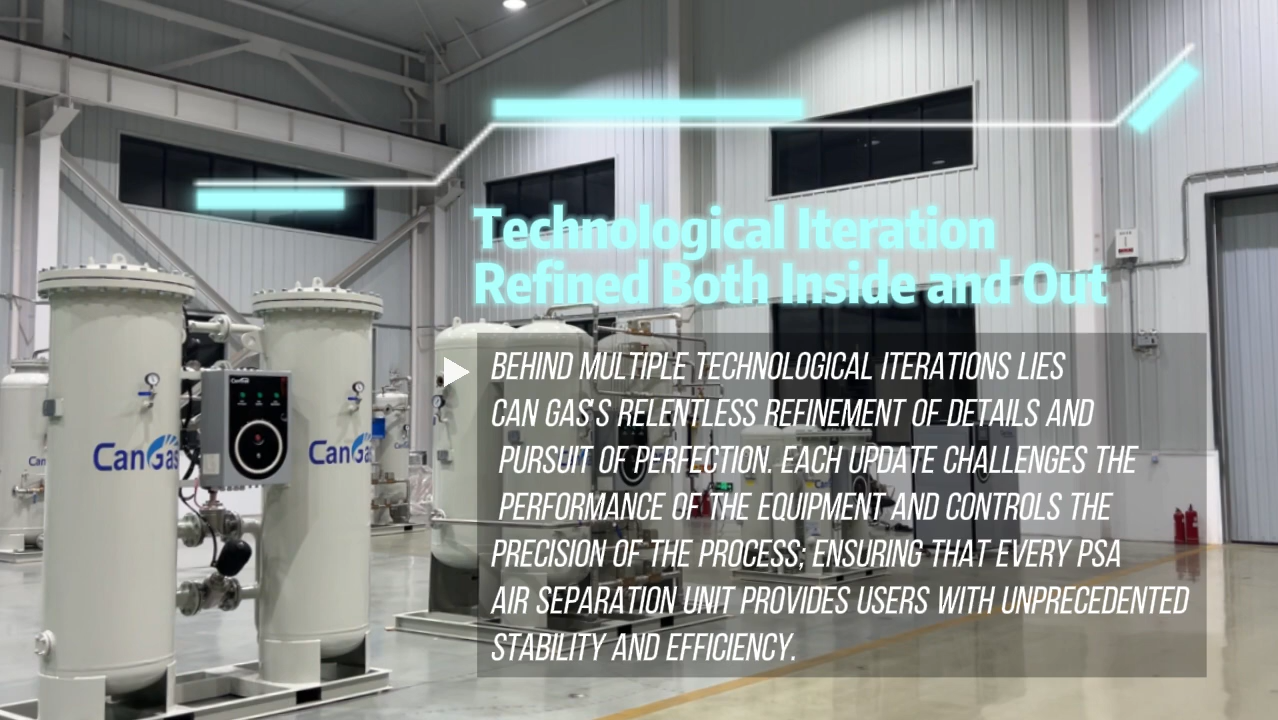 Technological Iteration
Refined Both Inside and Out
BEHIND MULTIPLE TECHNOLOGICAL ITERATIONS LIES
CAN GAS'S RELENTLESS REFINEMENT OF DETAILS AND
PURSUIT OF PERFECTION. EACH UPDATE CHALLENGES THE
PERFORMANCE OF THE EQUIPMENT AND CONTROLS THE
PRECISION OF THE PROCESS; ENSURING THAT EVERY PSA
AIR SEPARATION UNIT PROVIDES USERS WITH UNPRECEDENTED
STABILITY AND EFFICIENCY.
CanGas
CanGas
CanGas